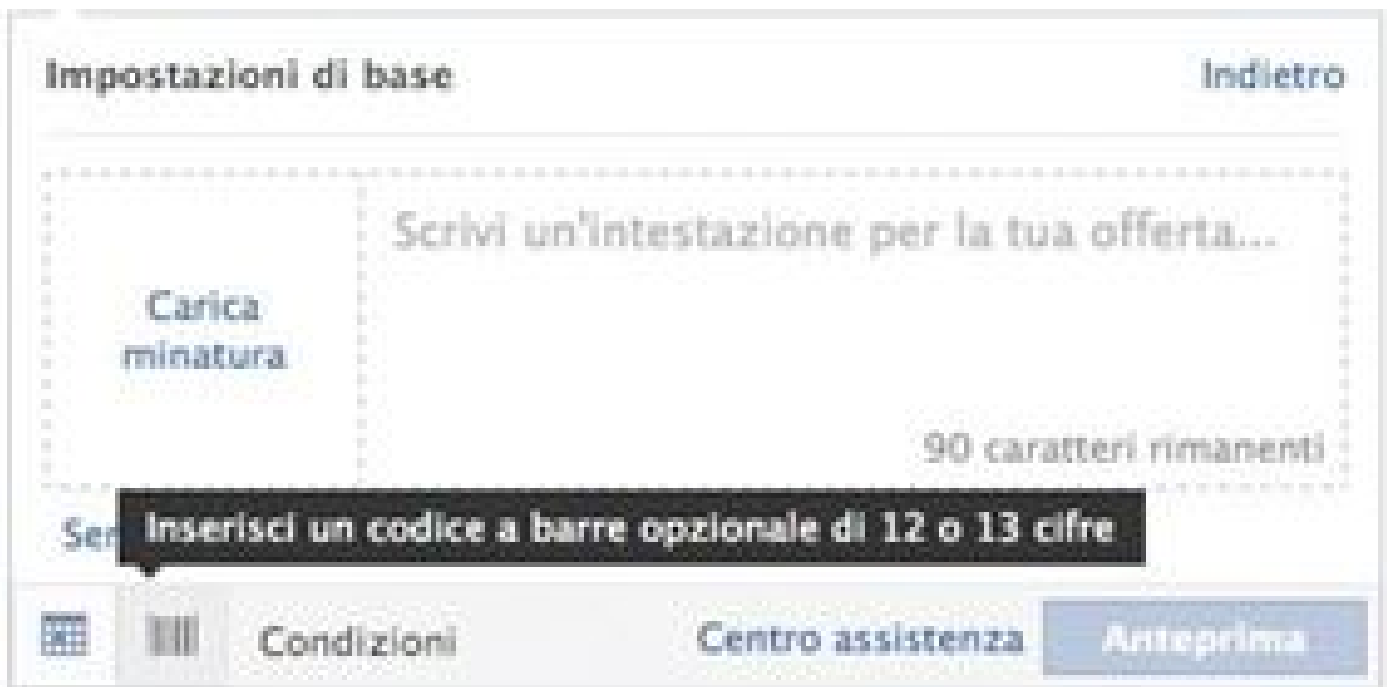 Impostazioni di base
Indietro
Scrivi un'intestazione per la tua offerta...
Carica
minatura
90 caratteri rimanenti
Inserisci un codice a barre opzionale di 12 o 13 cifre
Condizioni
Centro assistenza
Anteprima